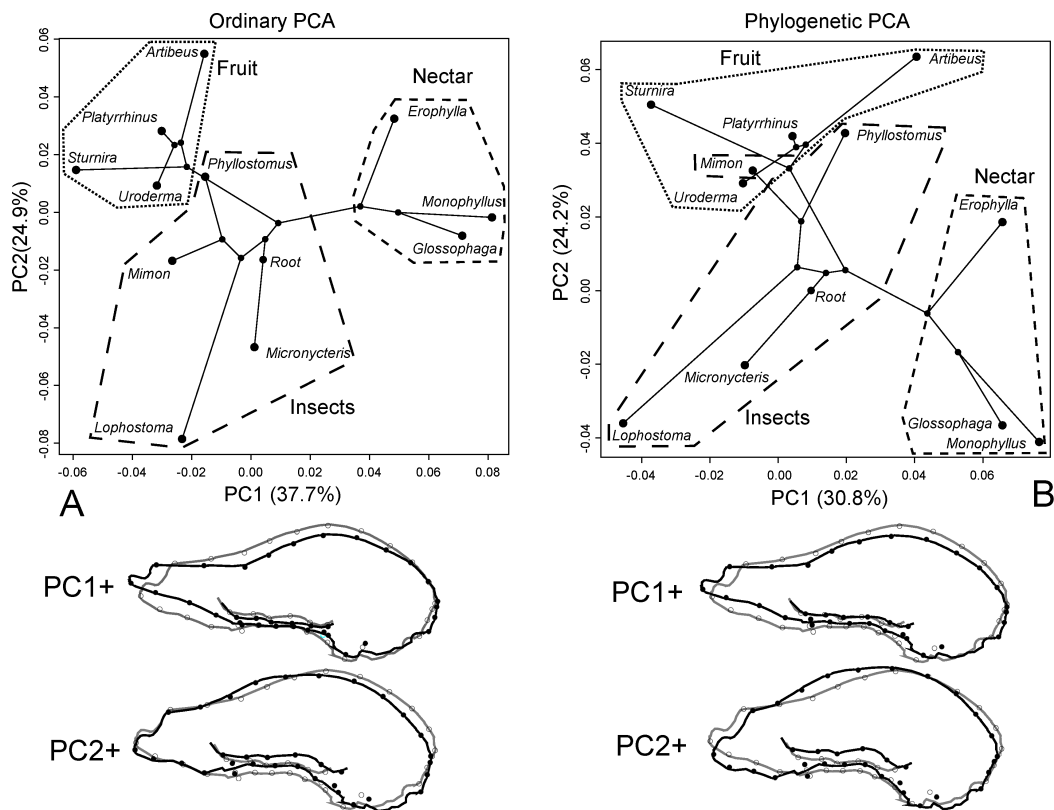 Ordinary PCA
0.06
0.04
0.02
0.00
-0.02
-0.04
-0.06
-0.08
PC2(24.9%)
Artibeus
Fruit
Platyrrhinus
Sturnira
Uroderma
Phyllostomus
Nectar
Erophylla
Monophyllus
Glossophaga
Mimon
Root
Micronycteris
Insects
Lophostoma
-0.06 -0.04 -0.02 0.00 0.02 0.04 0.06 0.08
PC1 (37.7%)
A
Phylogenetic PCA
0.06
0.04
0.02
0.00
-0.02
-0.04
PC2 (24.2%)
Fruit
Artibeus
Sturnira
Platyrrhinus
Phyllostomus
Mimon
Uroderma
Nectar
Erophylla
Root
Micronycteris
Insects
Lophostoma
Glossophaga
Monophyllus
-0.04 -0.02 0.00 0.02 0.04 0.06
PC1 (30.8%)
B
PC1+
PC1+
PC2+
PC2+